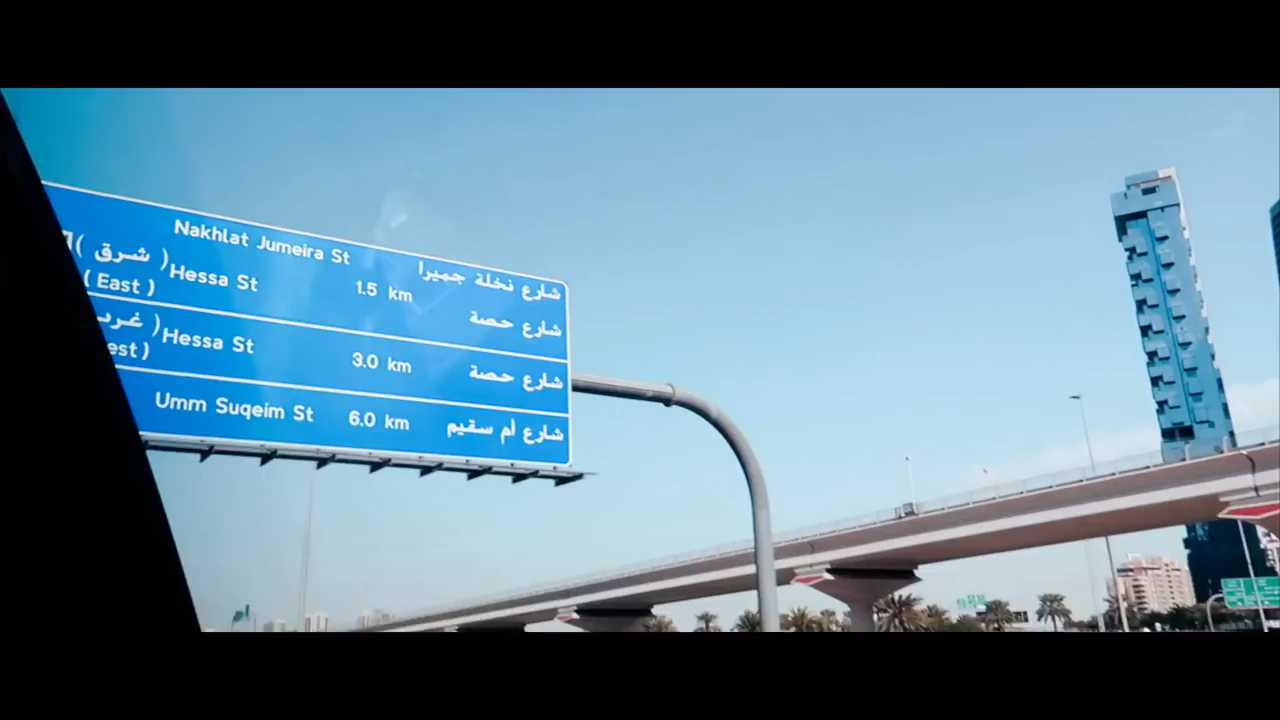 Nakhlat Jumeira St شارع نخلة جميرا
( شرق ) Hessa St 1.5 km شارع حصة
( East )
Hessa St 3.0 km شارع حصة
Umm Suqeim St 6.0 km شارع أم سقيم